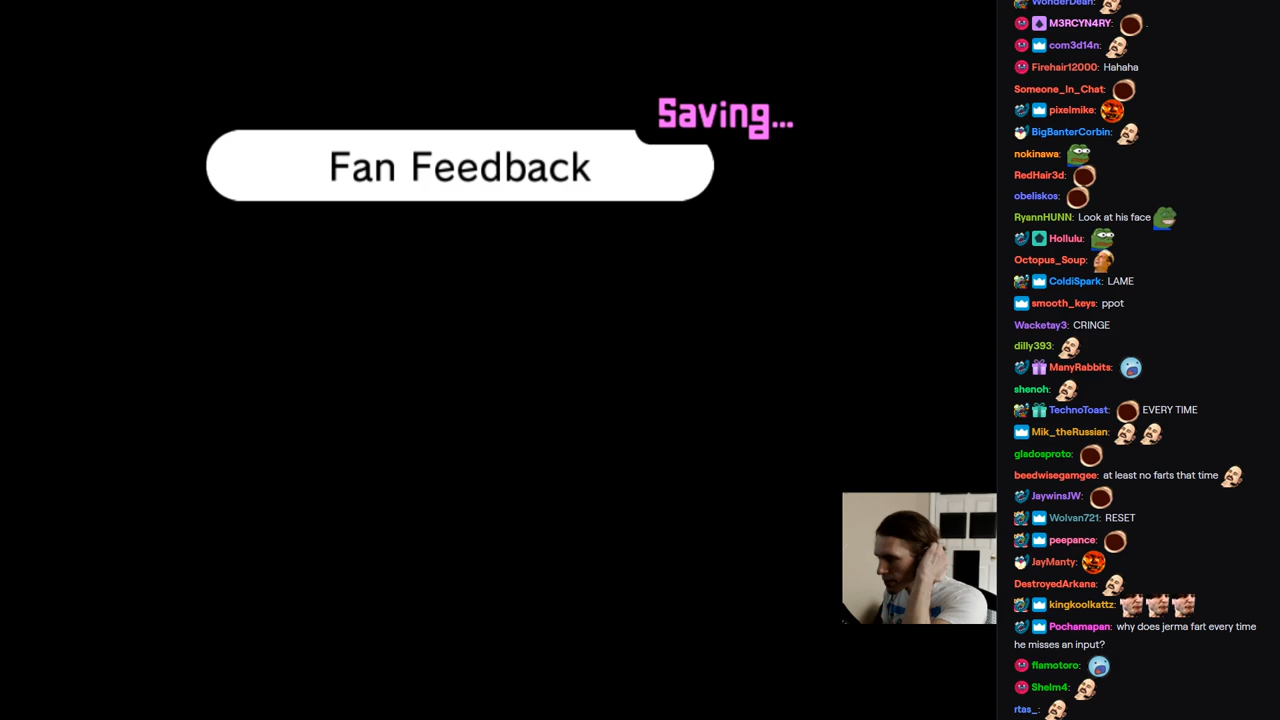 Saving...
Fan Feedback
WonderDean:
M3RCYN4RY: .
com3d14n:
Firehair12000: Hahaha
Someone_In_Chat:
pixelmike:
BigBanterCorbin:
nokinawa:
RedHair3d:
obeliskos:
RyannHUNN: Look at his face
Hollulu:
Octopus_Soup:
ColdiSpark: LAME
smooth_keys: ppot
Wacketay3: CRINGE
dilly393:
ManyRabbits:
shenoh:
TechnoToast: EVERY TIME
Mik_theRussian:
gladosproto:
beedwisegamgee: at least no farts that time
JaywinsJW:
Wolvan721: RESET
peepance:
JayManty:
DestroyedArkana:
kingkoolkattz:
Pochamapan: why does jerma fart every time
he misses an input?
flamotoro:
Shelm4:
rtas_: